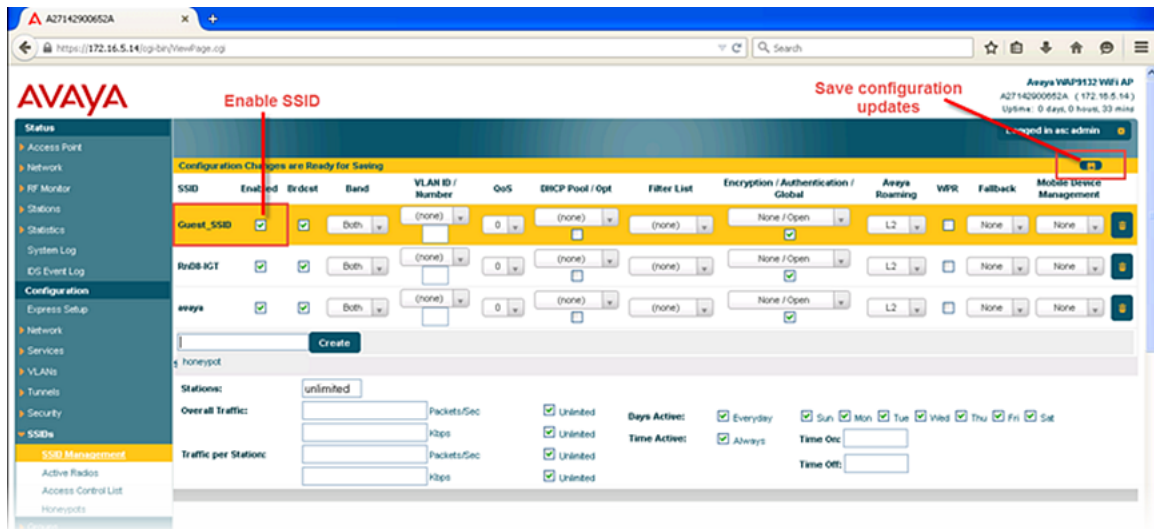 A27142900652A
https://172.16.5.14/cgi-bin/ViewPage.cgi
Search
AVAYA
Enable SSID
Save configuration
updates
Avaya WAP9132 WiFi AP
A27142900652A ( 172.16.5.14 )
Uptime: 0 days, 0 hours, 33 mins
Logged in as: admin
Status
Access Point
Network
RF Monitor
Stations
Statistics
System Log
IDS Event Log
Configuration
Express Setup
Network
Services
VLANs
Tunnels
Security
SSIDs
SSID Management
Active Radios
Access Control List
Honeypots
Configuration Changes are Ready for Saving
SSID Enabled Brdcst Band VLAN ID / Number QoS DHCP Pool / Opt Filter List Encryption / Authentication / Global Avaya Roaming WPR Fallback Mobile Device Management
Guest_SSID Both (none) 0 (none) (none) None / Open L2 None None
RnD8-IGT Both (none) 0 (none) (none) None / Open L2 None None
avaya Both (none) 0 (none) (none) None / Open L2 None None
Create
honeypot
Stations: unlimited
Overall Traffic: Packets/Sec Unlimited Days Active: Everyday Sun Mon Tue Wed Thu Fri Sat
Kbps Unlimited Time Active: Always Time On:
Traffic per Station: Packets/Sec Unlimited Time Off:
Kbps Unlimited